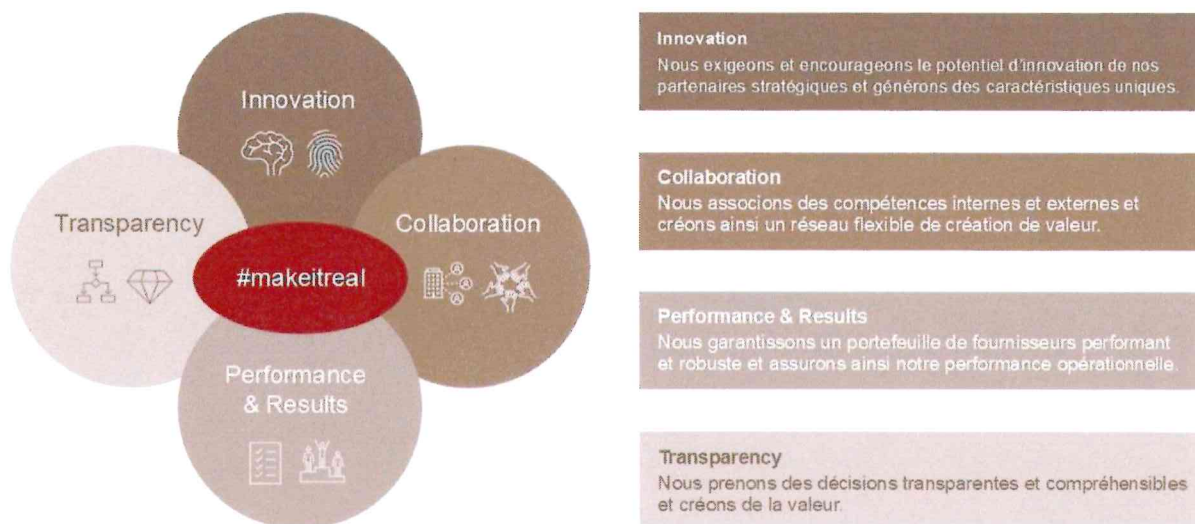 Innovation
Transparency
Collaboration
#makeitreal
Performance
& Results
Innovation
Nous exigeons et encourageons le potentiel d'innovation de nos
partenaires stratégiques et générons des caractéristiques uniques.
Collaboration
Nous associons des compétences internes et externes et
créons ainsi un réseau flexible de création de valeur.
Performance & Results
Nous garantissons un portefeuille de fournisseurs performant
et robuste et assurons ainsi notre performance opérationnelle.
Transparency
Nous prenons des décisions transparentes et compréhensibles
et créons de la valeur.